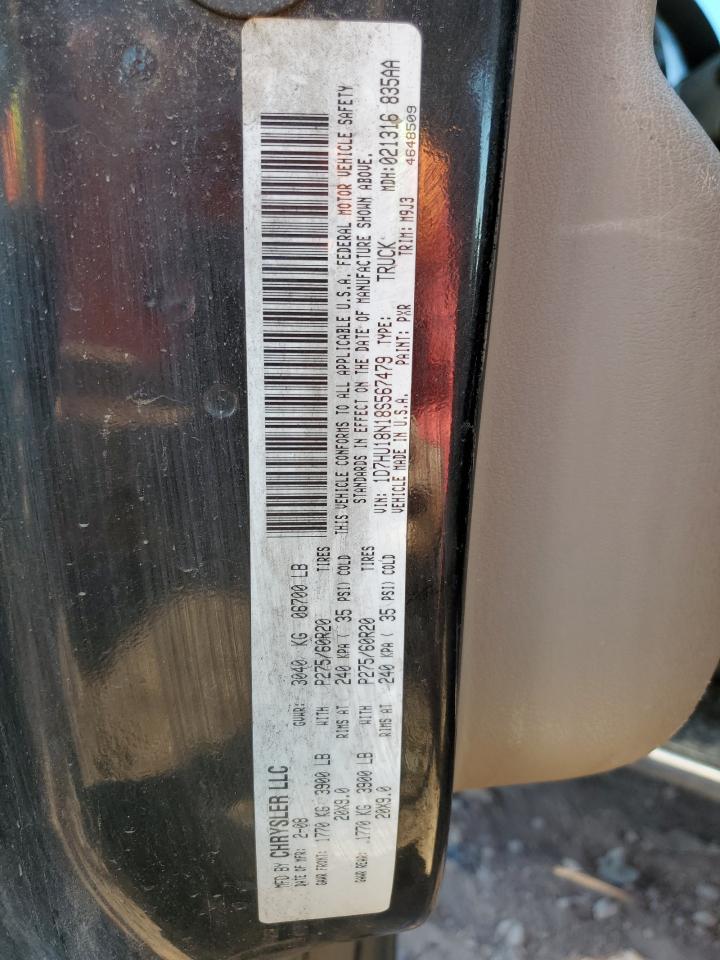 MFD BY CHRYSLER LLC
DATE OF MFR: 2-08 GVWR: 3040 KG 06700 LB
GAWR FRONT: 1770 KG 3900 LB WITH P275/60R20 TIRES
20X9.0 RIMS AT 240 KPA ( 35 PSI) COLD
GAWR REAR: 1770 KG 3900 LB WITH P275/60R20 TIRES
20X9.0 RIMS AT 240 KPA ( 35 PSI) COLD
THIS VEHICLE CONFORMS TO ALL APPLICABLE U.S.A. FEDERAL MOTOR VEHICLE SAFETY
STANDARDS IN EFFECT ON THE DATE OF MANUFACTURE SHOWN ABOVE.
VIN: 1D7HU18N18S567479 TYPE: TRUCK MDH:021316 835AA
VEHICLE MADE IN U.S.A. PAINT: PXR TRIM: M9J3 4648509